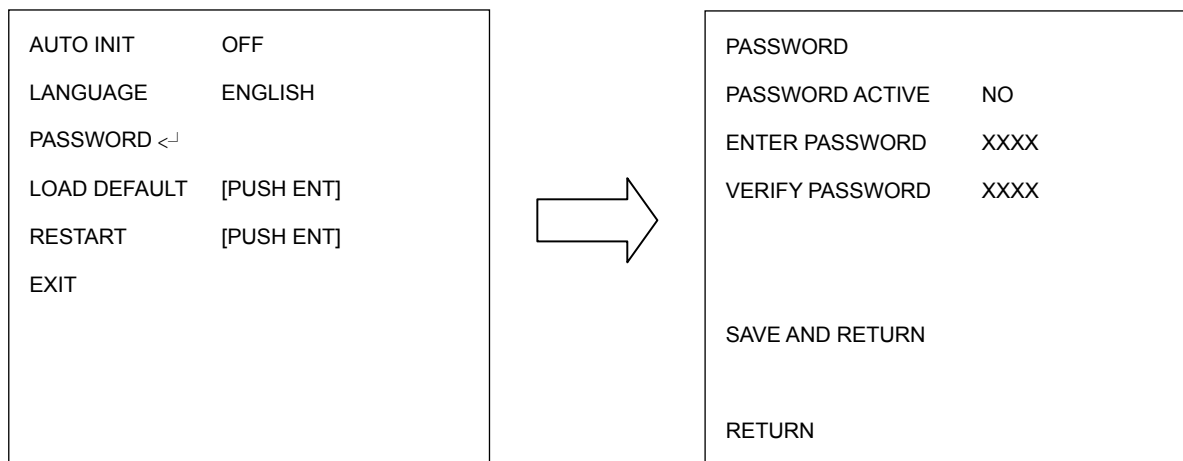 AUTO INIT OFF
LANGUAGE ENGLISH
PASSWORD <┘
LOAD DEFAULT [PUSH ENT]
RESTART [PUSH ENT]
EXIT
PASSWORD
PASSWORD ACTIVE NO
ENTER PASSWORD XXXX
VERIFY PASSWORD XXXX
SAVE AND RETURN
RETURN